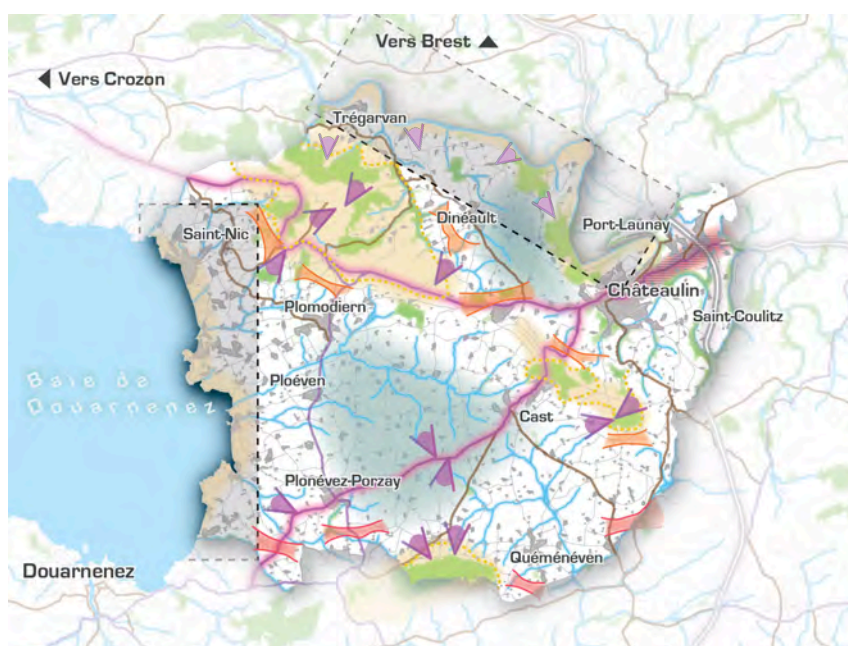 Vers Brest
Vers Crozon
Trégarvan
Dinéault
Port-Launay
Saint-Nic
Châteaulin
Saint-Coulitz
Plomodiern
Ploéven
Baie de
Douarnenez
Cast
Plonévez-Porzay
Quéménéven
Douarnenez